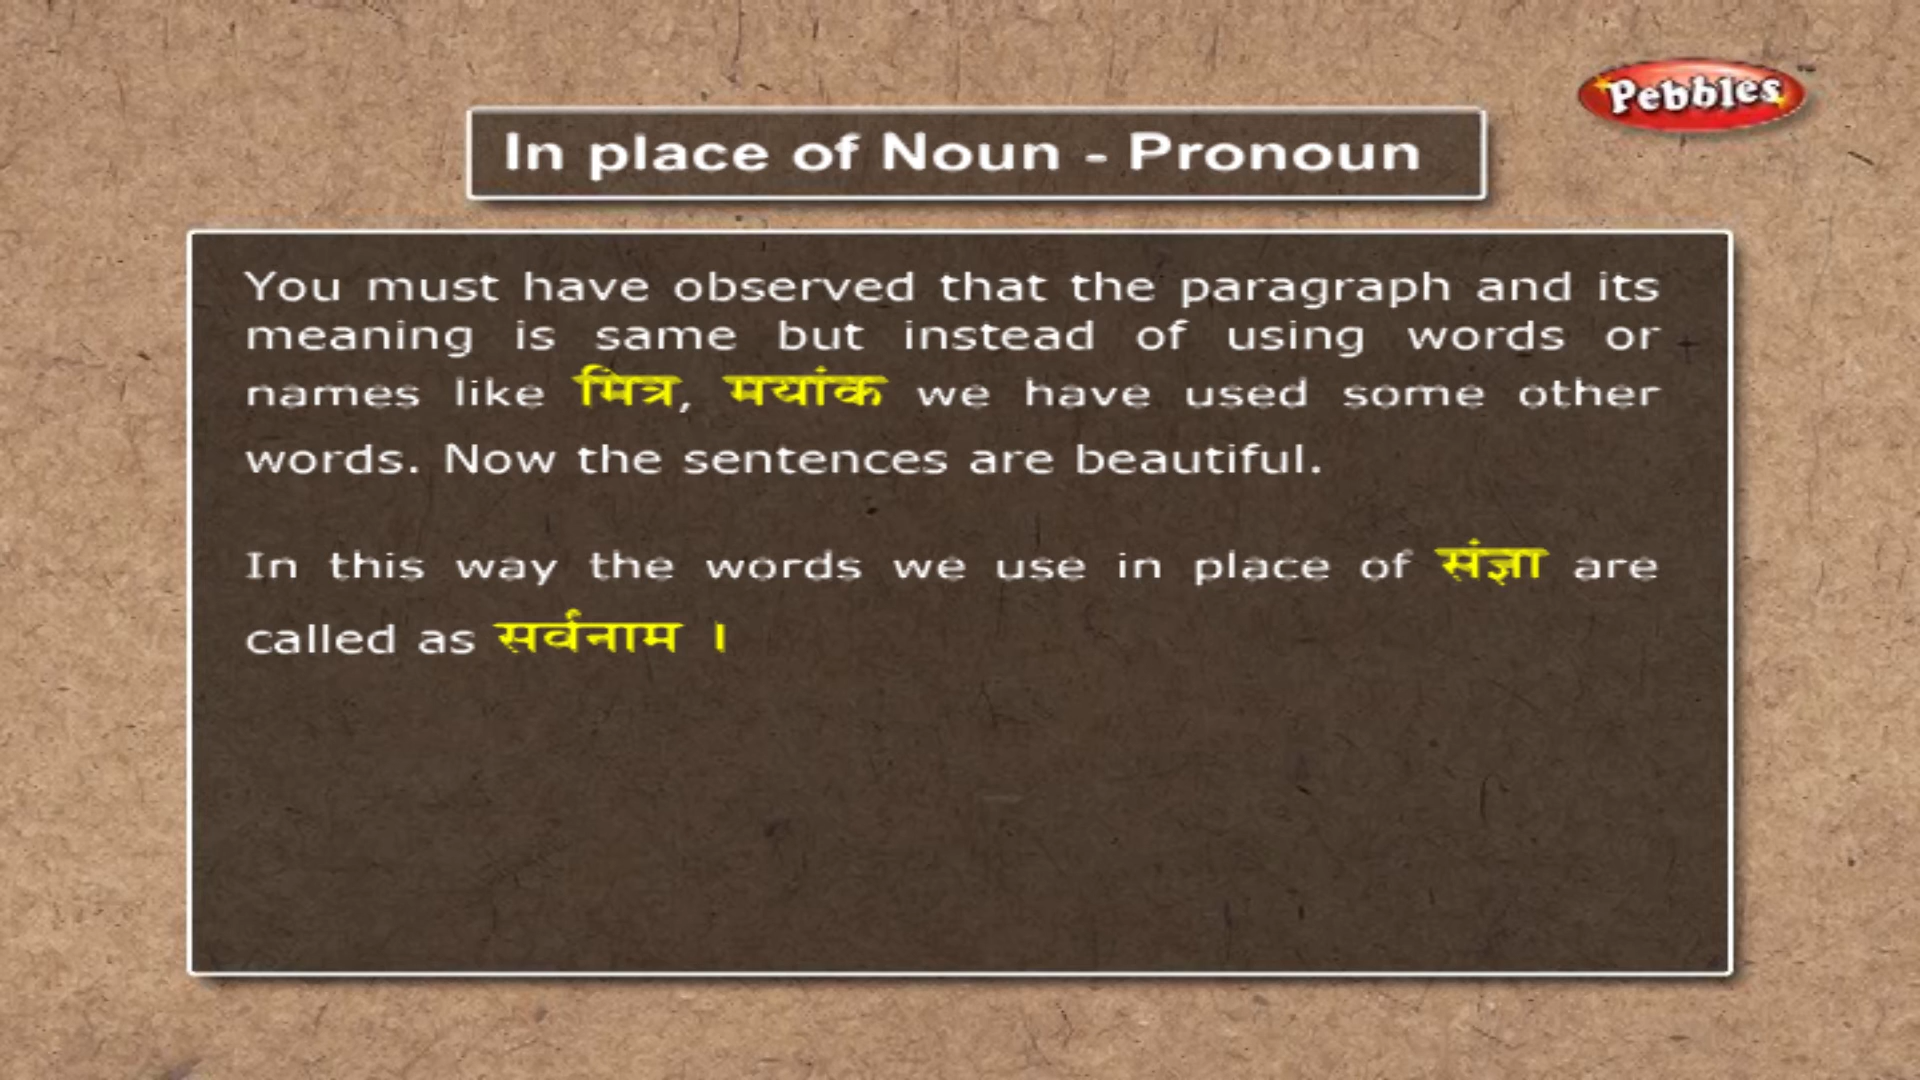 Pebbles
In place of Noun - Pronoun
You must have observed that the paragraph and its
meaning is same but instead of using words or
names like मित्र, मयांक we have used some other
words. Now the sentences are beautiful.
In this way the words we use in place of संज्ञा are
called as सर्वनाम ।